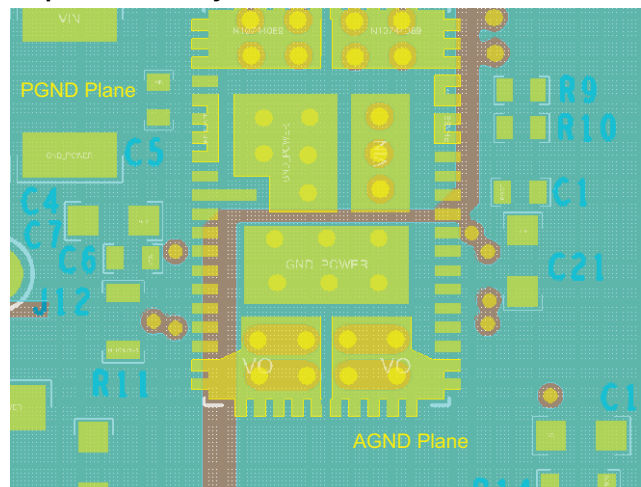 VIN
PGND Plane
GND_POWER
C5
GND_POWER
VIN
R9
R10
C4
C7
C6
C1
GND_POWER
C21
J12
R11
VO
VO
C1
AGND Plane